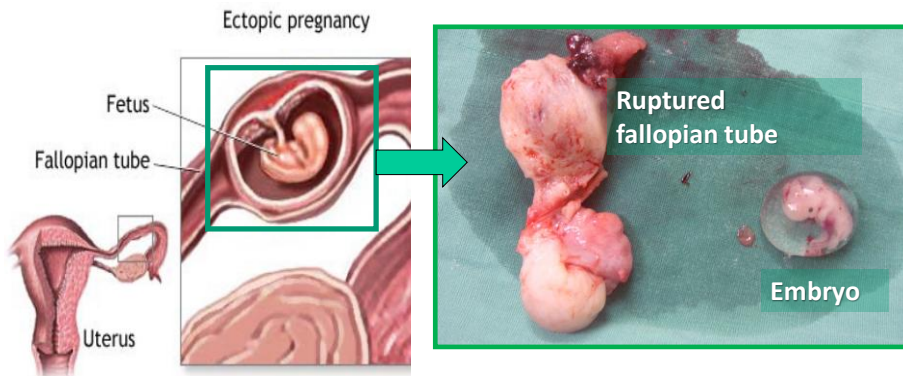 Ectopic pregnancy
Fetus
Fallopian tube
Uterus
Ruptured
fallopian tube
Embryo